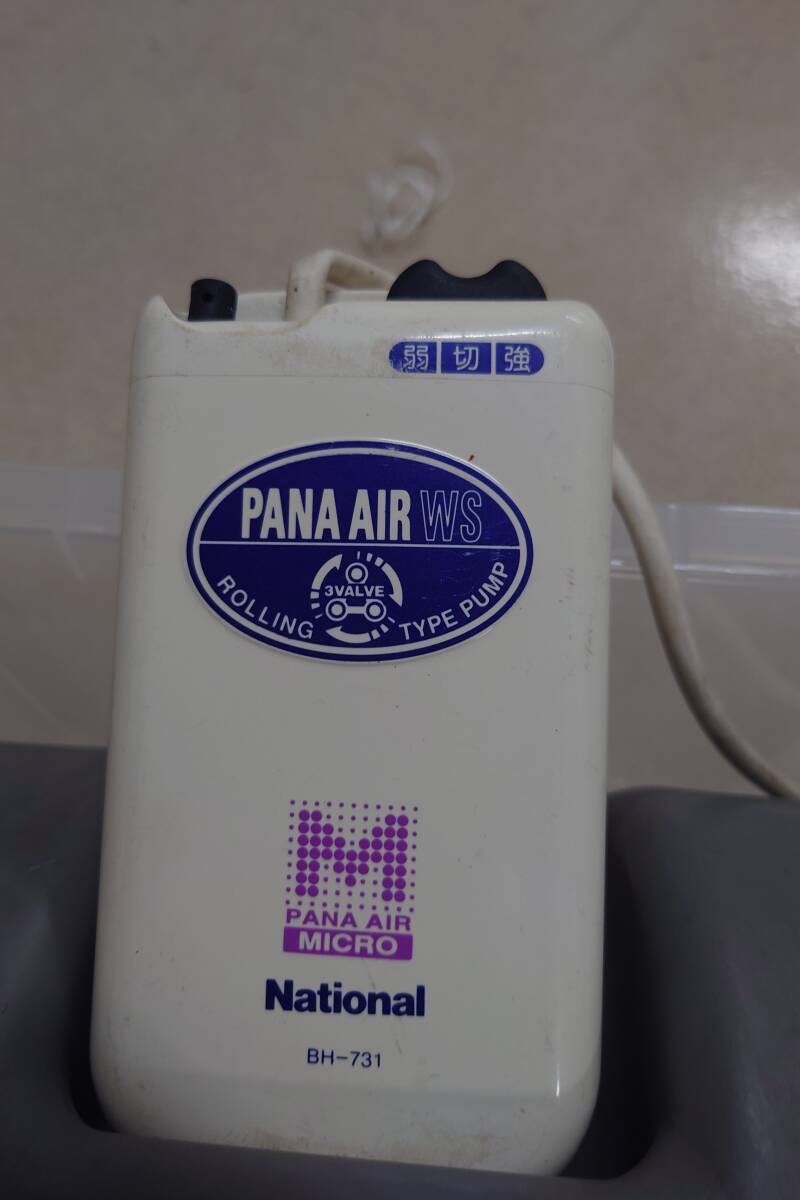 弱 切 強
PANA AIR WS
3VALVE
ROLLING TYPE PUMP
M
PANA AIR
MICRO
National
BH-731